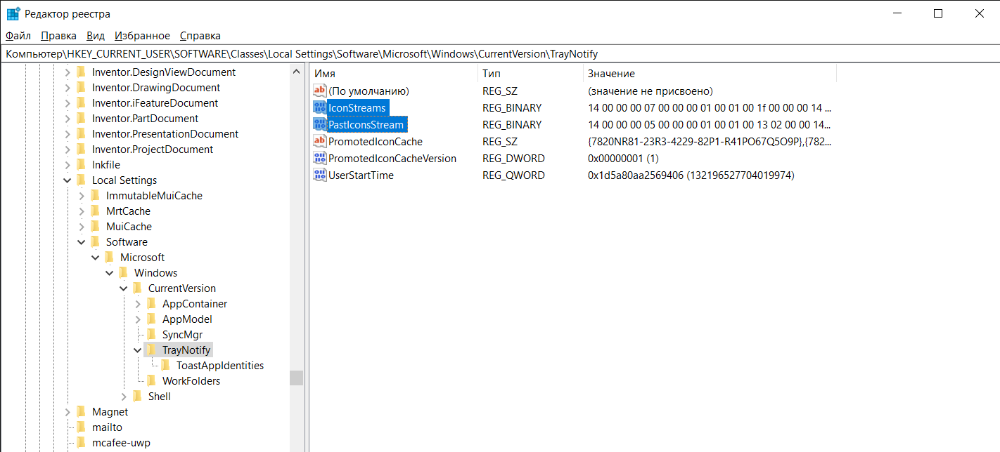 Редактор реестра
Файл Правка Вид Избранное Справка
Компьютер\HKEY_CURRENT_USER\SOFTWARE\Classes\Local Settings\Software\Microsoft\Windows\CurrentVersion\TrayNotify
Inventor.DesignViewDocument
Inventor.DrawingDocument
Inventor.iFeatureDocument
Inventor.PartDocument
Inventor.PresentationDocument
Inventor.ProjectDocument
lnkfile
Local Settings
ImmutableMuiCache
MrtCache
MuiCache
Software
Microsoft
Windows
CurrentVersion
AppContainer
AppModel
SyncMgr
TrayNotify
ToastAppIdentities
WorkFolders
Shell
Magnet
mailto
mcafee-uwp
Имя Тип Значение
(По умолчанию) REG_SZ (значение не присвоено)
IconStreams REG_BINARY 14 00 00 00 07 00 00 00 01 00 01 00 1f 00 00 00 14 ...
PastIconsStream REG_BINARY 14 00 00 00 05 00 00 00 01 00 01 00 13 02 00 00 14...
PromotedIconCache REG_SZ {7820NR81-23R3-4229-82P1-R41PO67Q5O9P},{782...
PromotedIconCacheVersion REG_DWORD 0x00000001 (1)
UserStartTime REG_QWORD 0x1d5a80aa2569406 (132196527704019974)